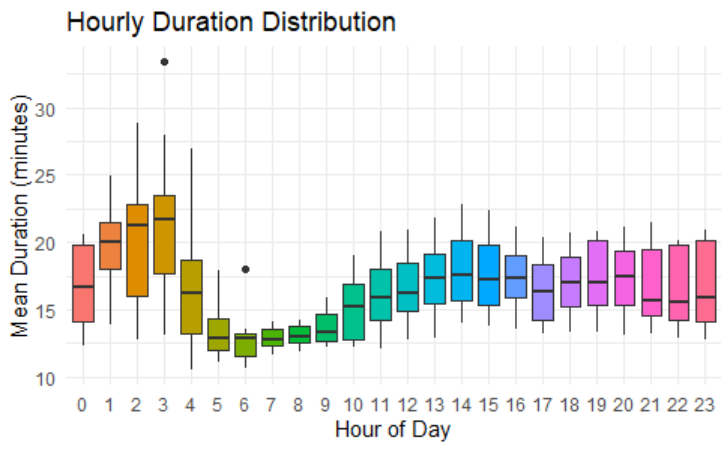 Hourly Duration Distribution
Mean Duration (minutes)
30
25
20
15
10
0 1 2 3 4 5 6 7 8 9 10 11 12 13 14 15 16 17 18 19 20 21 22 23
Hour of Day